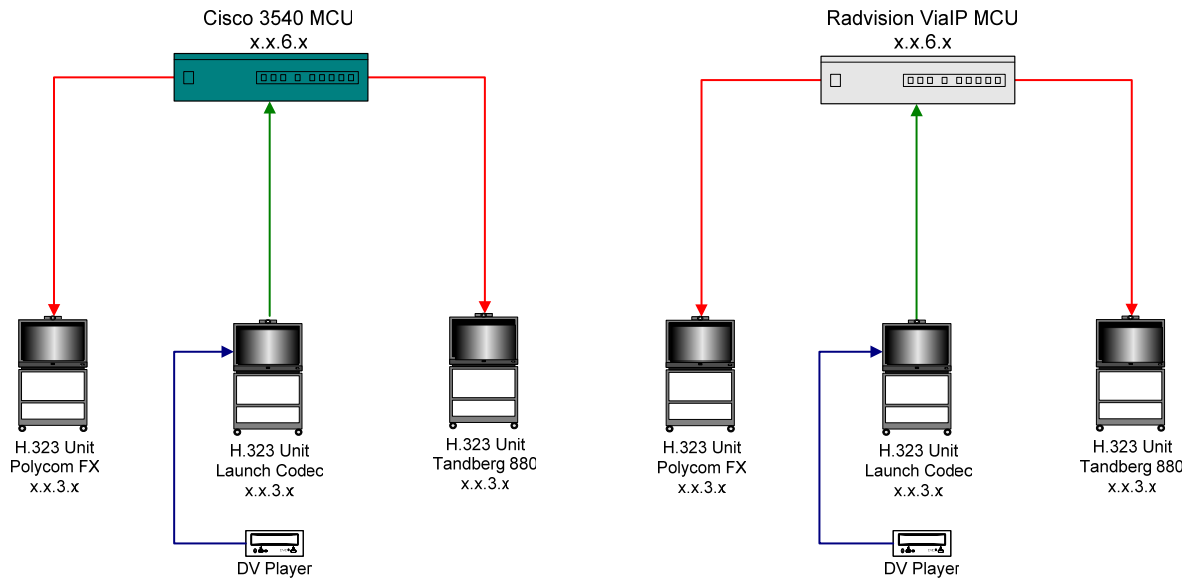 Cisco 3540 MCU
x.x.6.x
Radvision ViaIP MCU
x.x.6.x
H.323 Unit
Polycom FX
x.x.3.x
H.323 Unit
Launch Codec
x.x.3.x
H.323 Unit
Tandberg 880
x.x.3.x
H.323 Unit
Polycom FX
x.x.3.x
H.323 Unit
Launch Codec
x.x.3.x
H.323 Unit
Tandberg 880
x.x.3.x
DV Player
DV Player